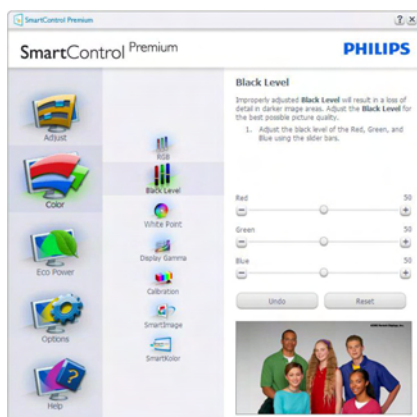 SmartControl Premium
SmartControl Premium
PHILIPS
Adjust
Color
Eco Power
Options
Help
RGB
Black Level
White Point
Display Gamma
Calibration
SmartImage
SmartKolor
Black Level
Improperly adjusted Black Level will result in a loss of
detail in darker image areas. Adjust the Black Level for
the best possible picture quality.
1. Adjust the black level of the Red, Green, and
Blue using the slider bars.
Red 50
Green 50
Blue 50
Undo Reset